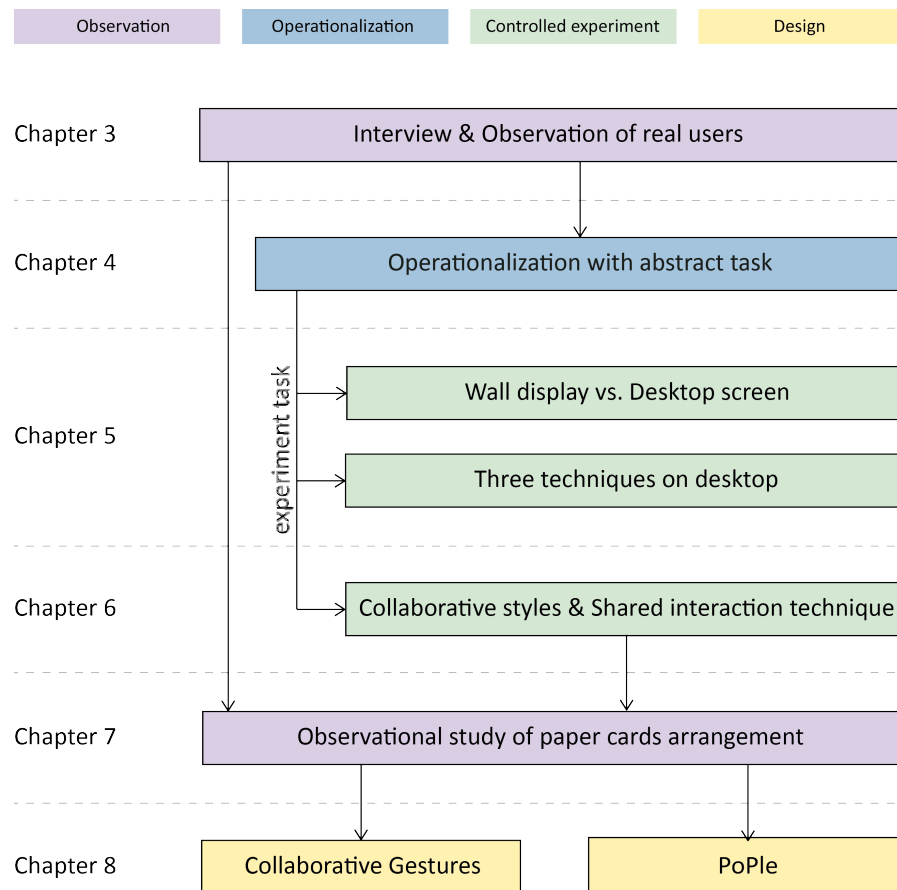 Observation
Operationalization
Controlled experiment
Design
Chapter 3
Interview & Observation of real users
Chapter 4
Operationalization with abstract task
Chapter 5
experiment task
Wall display vs. Desktop screen
Three techniques on desktop
Chapter 6
Collaborative styles & Shared interaction technique
Chapter 7
Observational study of paper cards arrangement
Chapter 8
Collaborative Gestures
PoPle